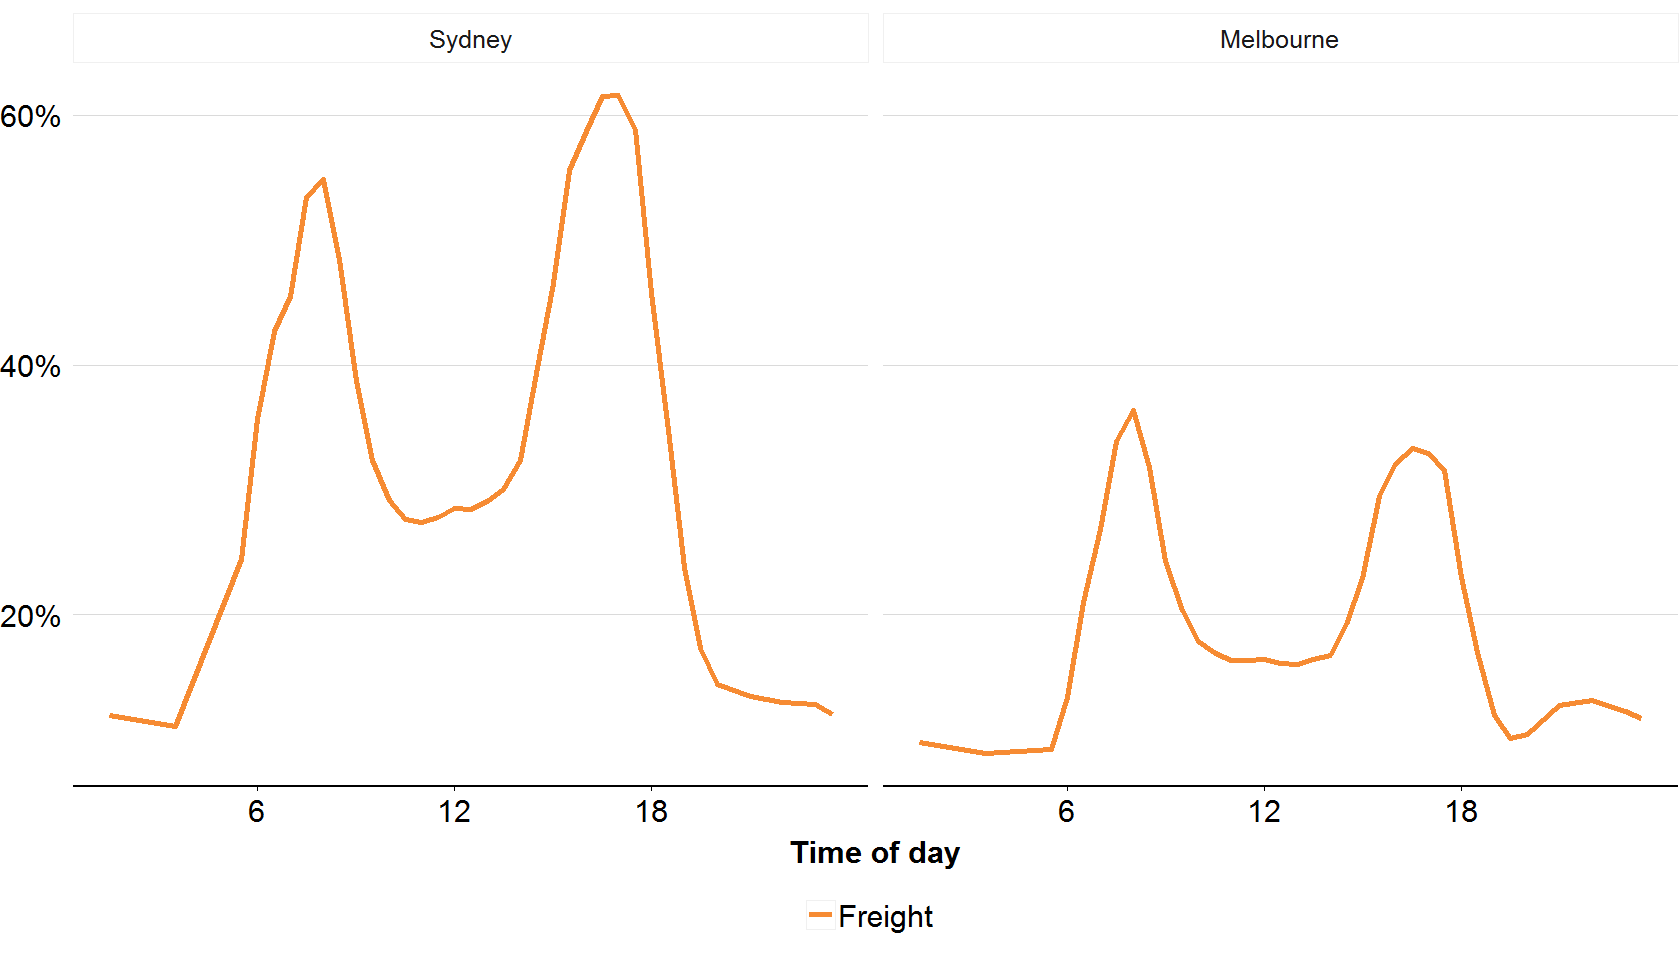 Sydney
Melbourne
60%
40%
20%
6 12 18
6 12 18
Time of day
Freight